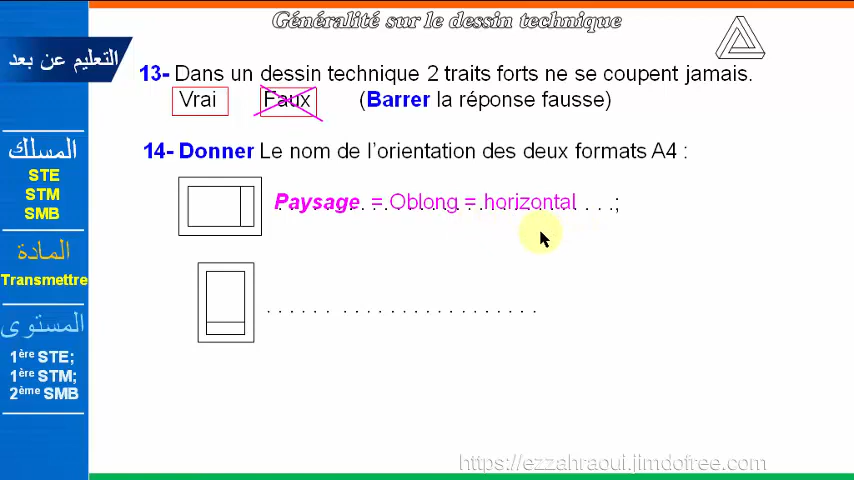 Généralité sur le dessin technique
التعليم عن بعد
13- Dans un dessin technique 2 traits forts ne se coupent jamais.
Vrai Faux (Barrer la réponse fausse)
14- Donner Le nom de l'orientation des deux formats A4 :
المسلك
STE
STM
SMB
Paysage = Oblong = horizontal . . . ;
المادة
Transmettre
. . . . . . . . . . . . . . . . . . . . . . . .
المستوى
1ère STE;
1ère STM;
2ème SMB
https://ezzahraoui.jimdofree.com